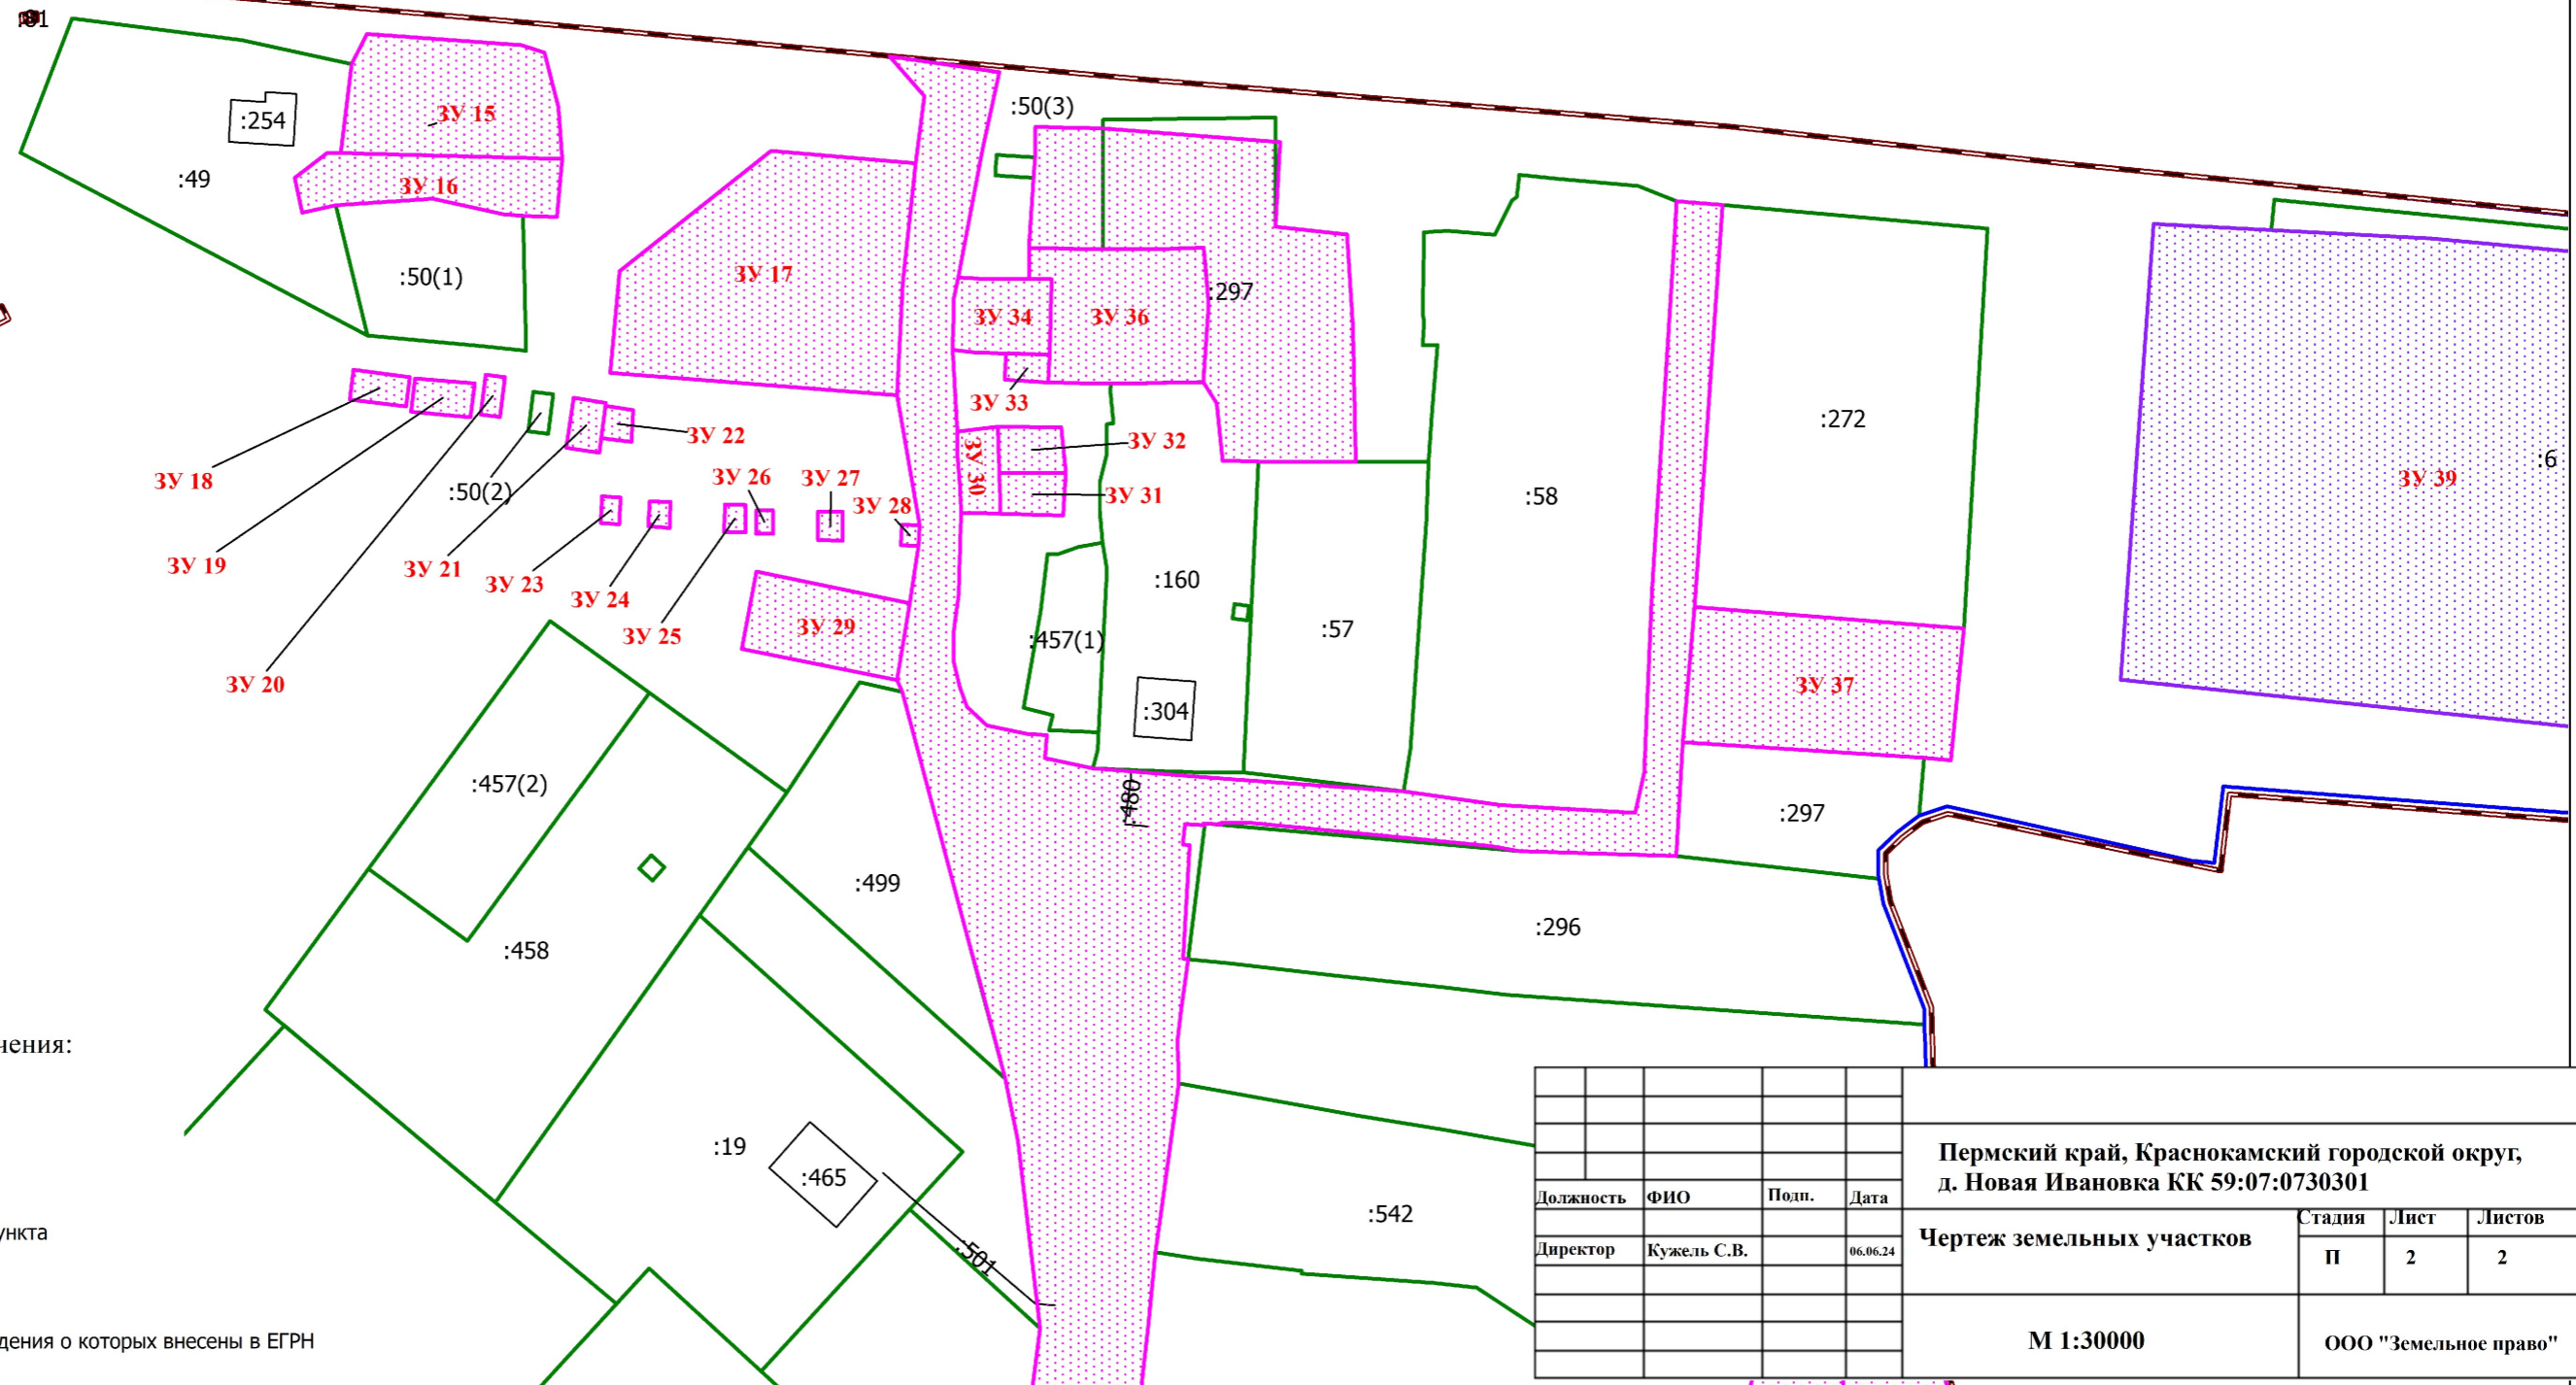 :254
ЗУ 15
:50(3)
:49
ЗУ 16
:50(1)
ЗУ 17
:297
ЗУ 34
ЗУ 36
ЗУ 33
:272
ЗУ 18
:50(2)
ЗУ 22
ЗУ 26
ЗУ 27
ЗУ 28
ЗУ 30
ЗУ 32
ЗУ 31
:58
ЗУ 39
:6
ЗУ 19
ЗУ 21
ЗУ 23
ЗУ 24
ЗУ 25
ЗУ 29
ЗУ 20
:160
:457(1)
:57
:304
ЗУ 37
:457(2)
:480
:297
:499
:458
:296
чения:
:19
:465
:501
:542
ункта
дения о которых внесены в ЕГРН
Пермский край, Краснокамский городской округ,
д. Новая Ивановка КК 59:07:0730301
Должность ФИО Подп. Дата
Директор Кужель С.В. 06.06.24
Чертеж земельных участков
Стадия Лист Листов
П 2 2
М 1:30000
ООО "Земельное право"